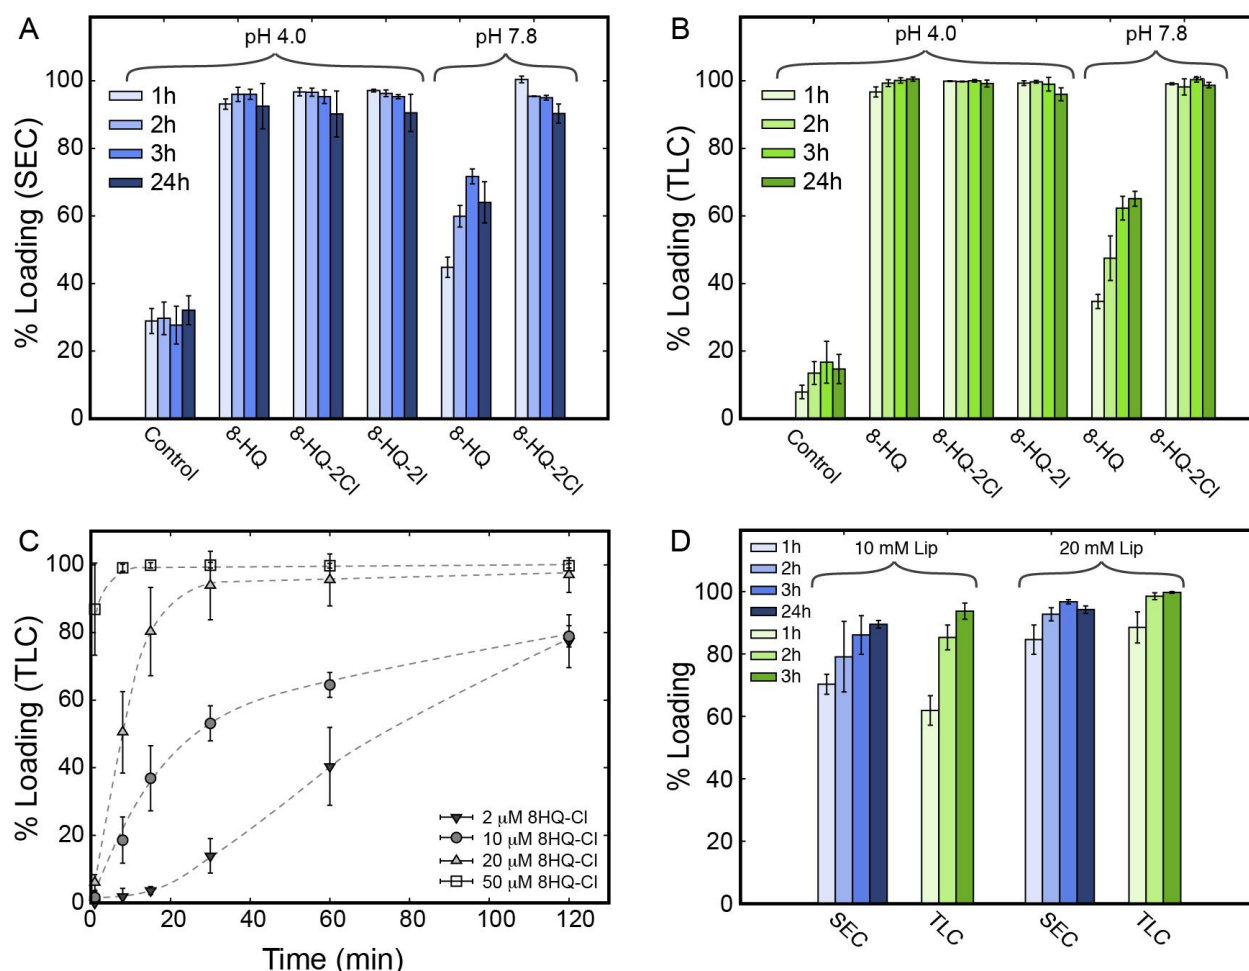 A
pH 4.0
pH 7.8
1h
2h
3h
24h
100
80
60
40
20
0
% Loading (SEC)
Control
8-HQ
8-HQ-2Cl
8-HQ-2I
8-HQ
8-HQ-2Cl
B
pH 4.0
pH 7.8
1h
2h
3h
24h
100
80
60
40
20
0
% Loading (TLC)
Control
8-HQ
8-HQ-2Cl
8-HQ-2I
8-HQ
8-HQ-2Cl
C
100
80
60
40
20
0
% Loading (TLC)
2 μM 8HQ-Cl
10 μM 8HQ-Cl
20 μM 8HQ-Cl
50 μM 8HQ-Cl
0 20 40 60 80 100 120
Time (min)
D
10 mM Lip
20 mM Lip
1h
2h
3h
24h
1h
2h
3h
100
80
60
40
20
0
% Loading
SEC
TLC
SEC
TLC